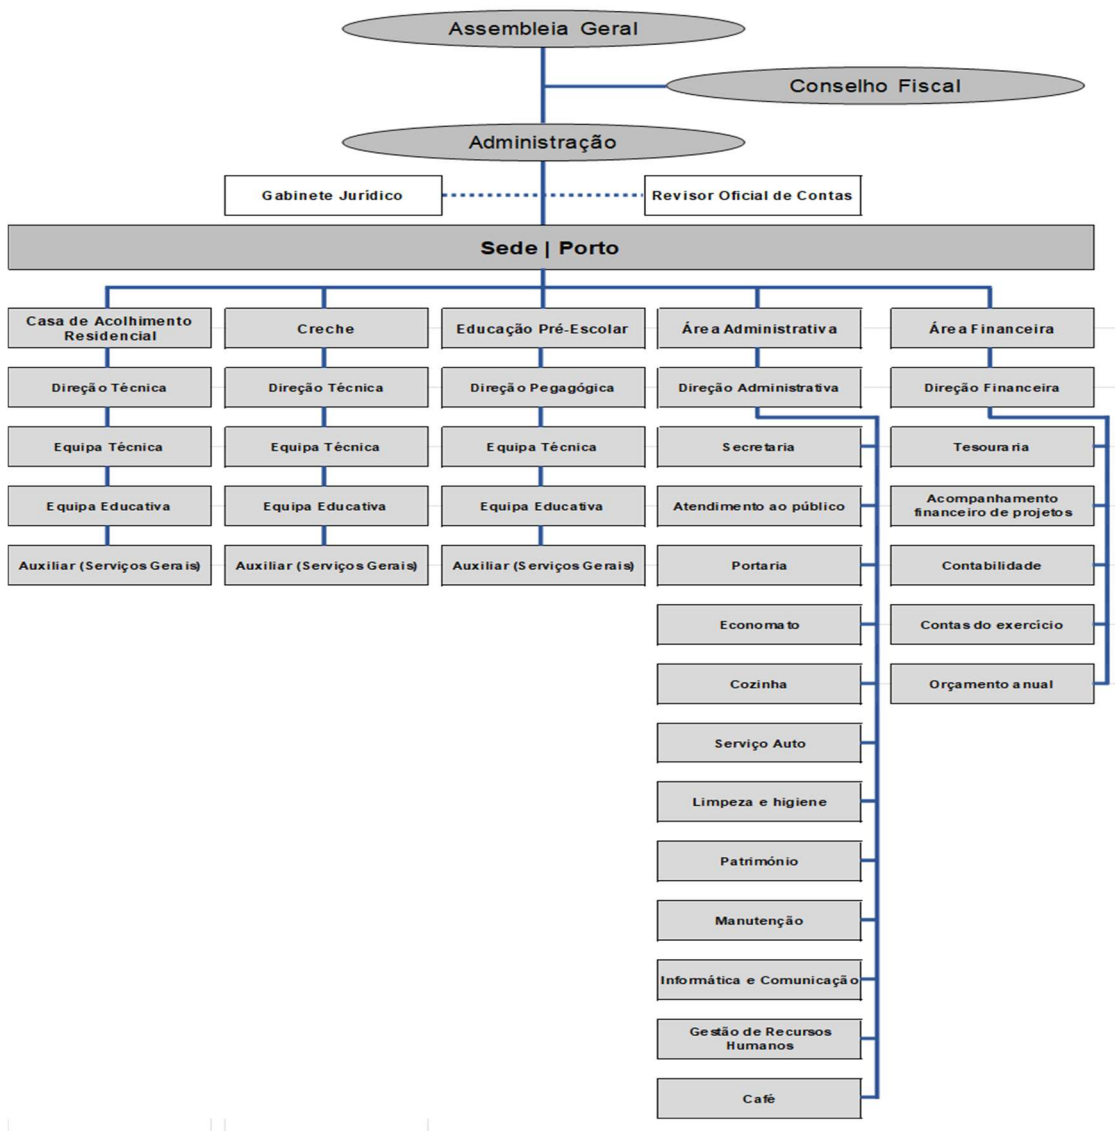 Assembleia Geral
Conselho Fiscal
Administração
Gabinete Jurídico
Revisor Oficial de Contas
Sede | Porto
Casa de Acolhimento
Residencial
Creche
Educação Pré-Escolar
Área Administrativa
Área Financeira
Direção Técnica
Direção Técnica
Direção Pegagógica
Direção Administrativa
Direção Financeira
Equipa Técnica
Equipa Técnica
Equipa Técnica
Secretaria
Tesouraria
Equipa Educativa
Equipa Educativa
Equipa Educativa
Atendimento ao público
Acompanhamento
financeiro de projetos
Auxiliar (Serviços Gerais)
Auxiliar (Serviços Gerais)
Auxiliar (Serviços Gerais)
Portaria
Contabilidade
Economato
Contas do exercício
Cozinha
Orçamento anual
Serviço Auto
Limpeza e higiene
Património
Manutenção
Informática e Comunicação
Gestão de Recursos
Humanos
Café